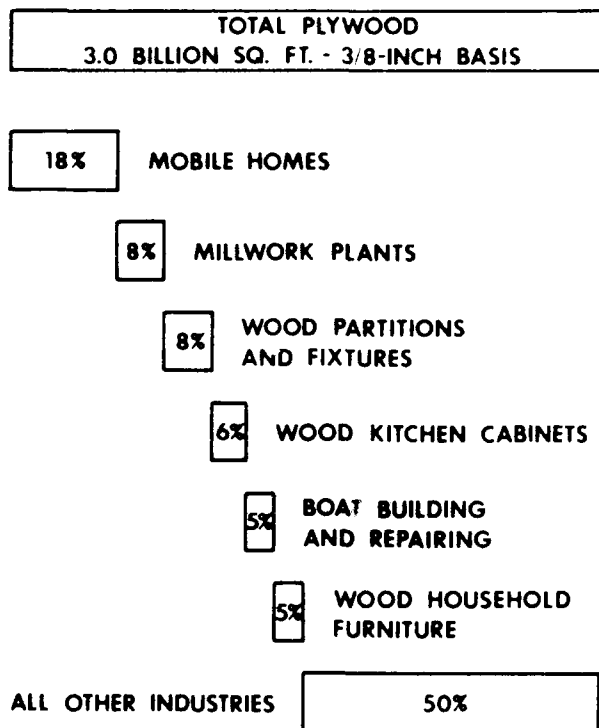 TOTAL PLYWOOD
3.0 BILLION SQ. FT. - 3/8-INCH BASIS
18% MOBILE HOMES
8% MILLWORK PLANTS
8% WOOD PARTITIONS
AND FIXTURES
6% WOOD KITCHEN CABINETS
5% BOAT BUILDING
AND REPAIRING
5% WOOD HOUSEHOLD
FURNITURE
ALL OTHER INDUSTRIES 50%